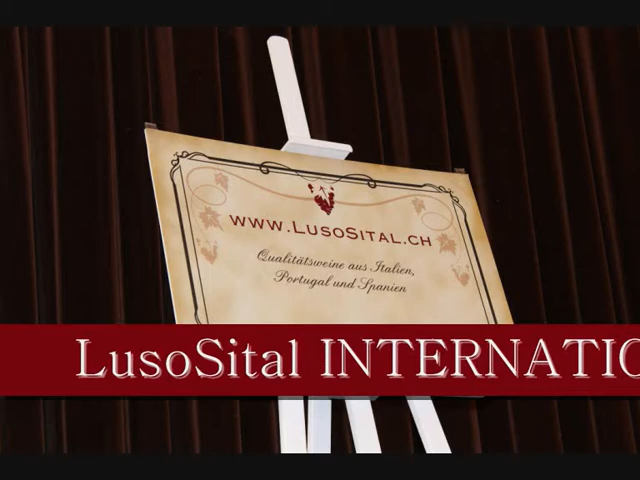 www.LusoSital.ch
Qualitätsweine aus Italien,
Portugal und Spanien
LusoSital INTERNATIO